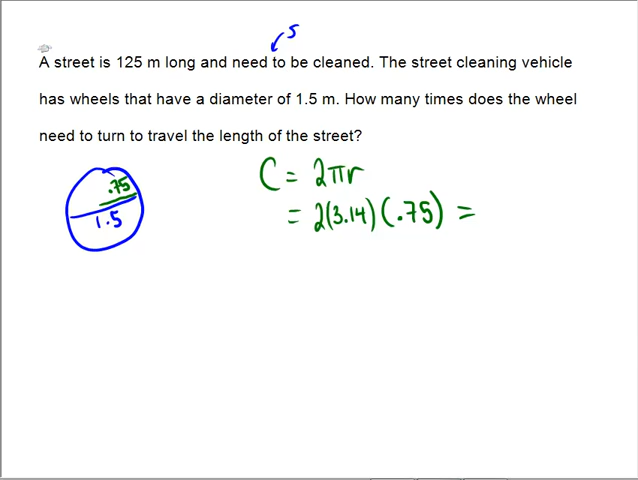 s
A street is 125 m long and need to be cleaned. The street cleaning vehicle
has wheels that have a diameter of 1.5 m. How many times does the wheel
need to turn to travel the length of the street?
.75
1.5
C = 2πr
= 2(3.14)(.75) =